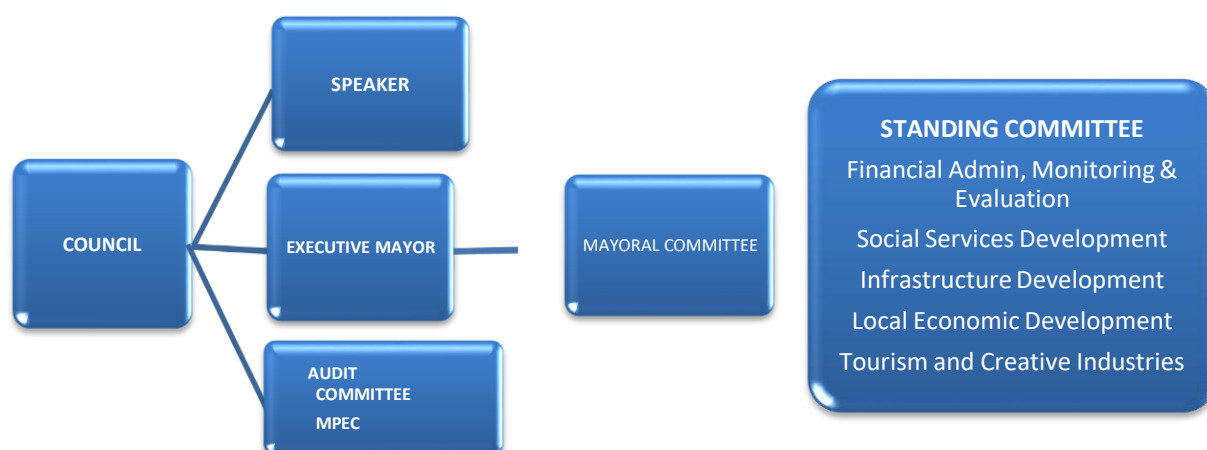 SPEAKER
COUNCIL
EXECUTIVE MAYOR
AUDIT
COMMITTEE
MPEC
MAYORAL COMMITTEE
STANDING COMMITTEE
Financial Admin, Monitoring &
Evaluation
Social Services Development
Infrastructure Development
Local Economic Development
Tourism and Creative Industries